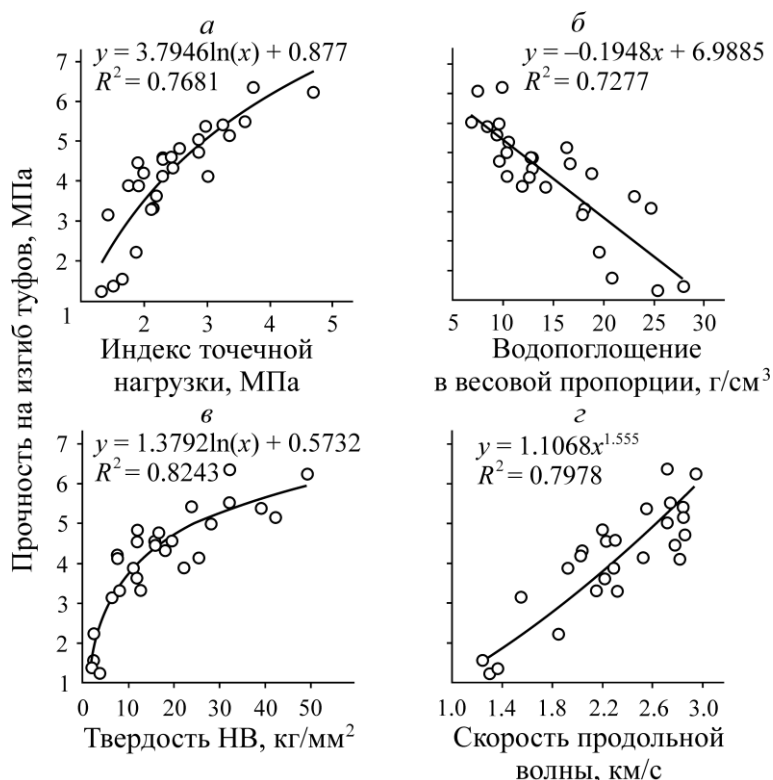 Прочность на изгиб туфов, МПа
а
y = 3.7946ln(x) + 0.877
R² = 0.7681
7
6
5
4
3
2
1
2
3
4
5
Индекс точечной
нагрузки, МПа
б
y = –0.1948x + 6.9885
R² = 0.7277
5
10
15
20
25
30
Водопоглощение
в весовой пропорции, г/см³
в
y = 1.3792ln(x) + 0.5732
R² = 0.8243
7
6
5
4
3
2
1
0
10
20
30
40
50
Твердость НВ, кг/мм²
г
y = 1.1068x¹·⁵⁵⁵
R² = 0.7978
1.0
1.4
1.8
2.2
2.6
3.0
Скорость продольной
волны, км/с